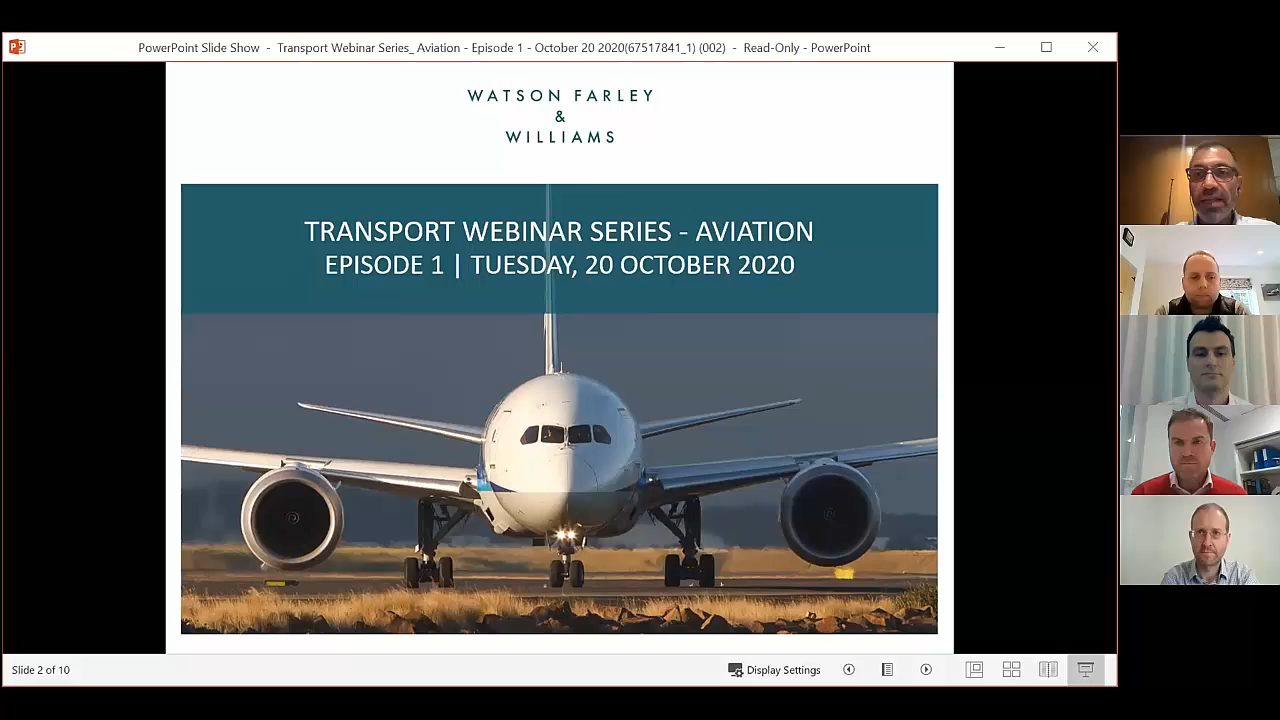 PowerPoint Slide Show - Transport Webinar Series_ Aviation - Episode 1 - October 20 2020(67517841_1) (002) - Read-Only - PowerPoint
WATSON FARLEY
&
WILLIAMS
TRANSPORT WEBINAR SERIES - AVIATION
EPISODE 1 | TUESDAY, 20 OCTOBER 2020
Slide 2 of 10
Display Settings